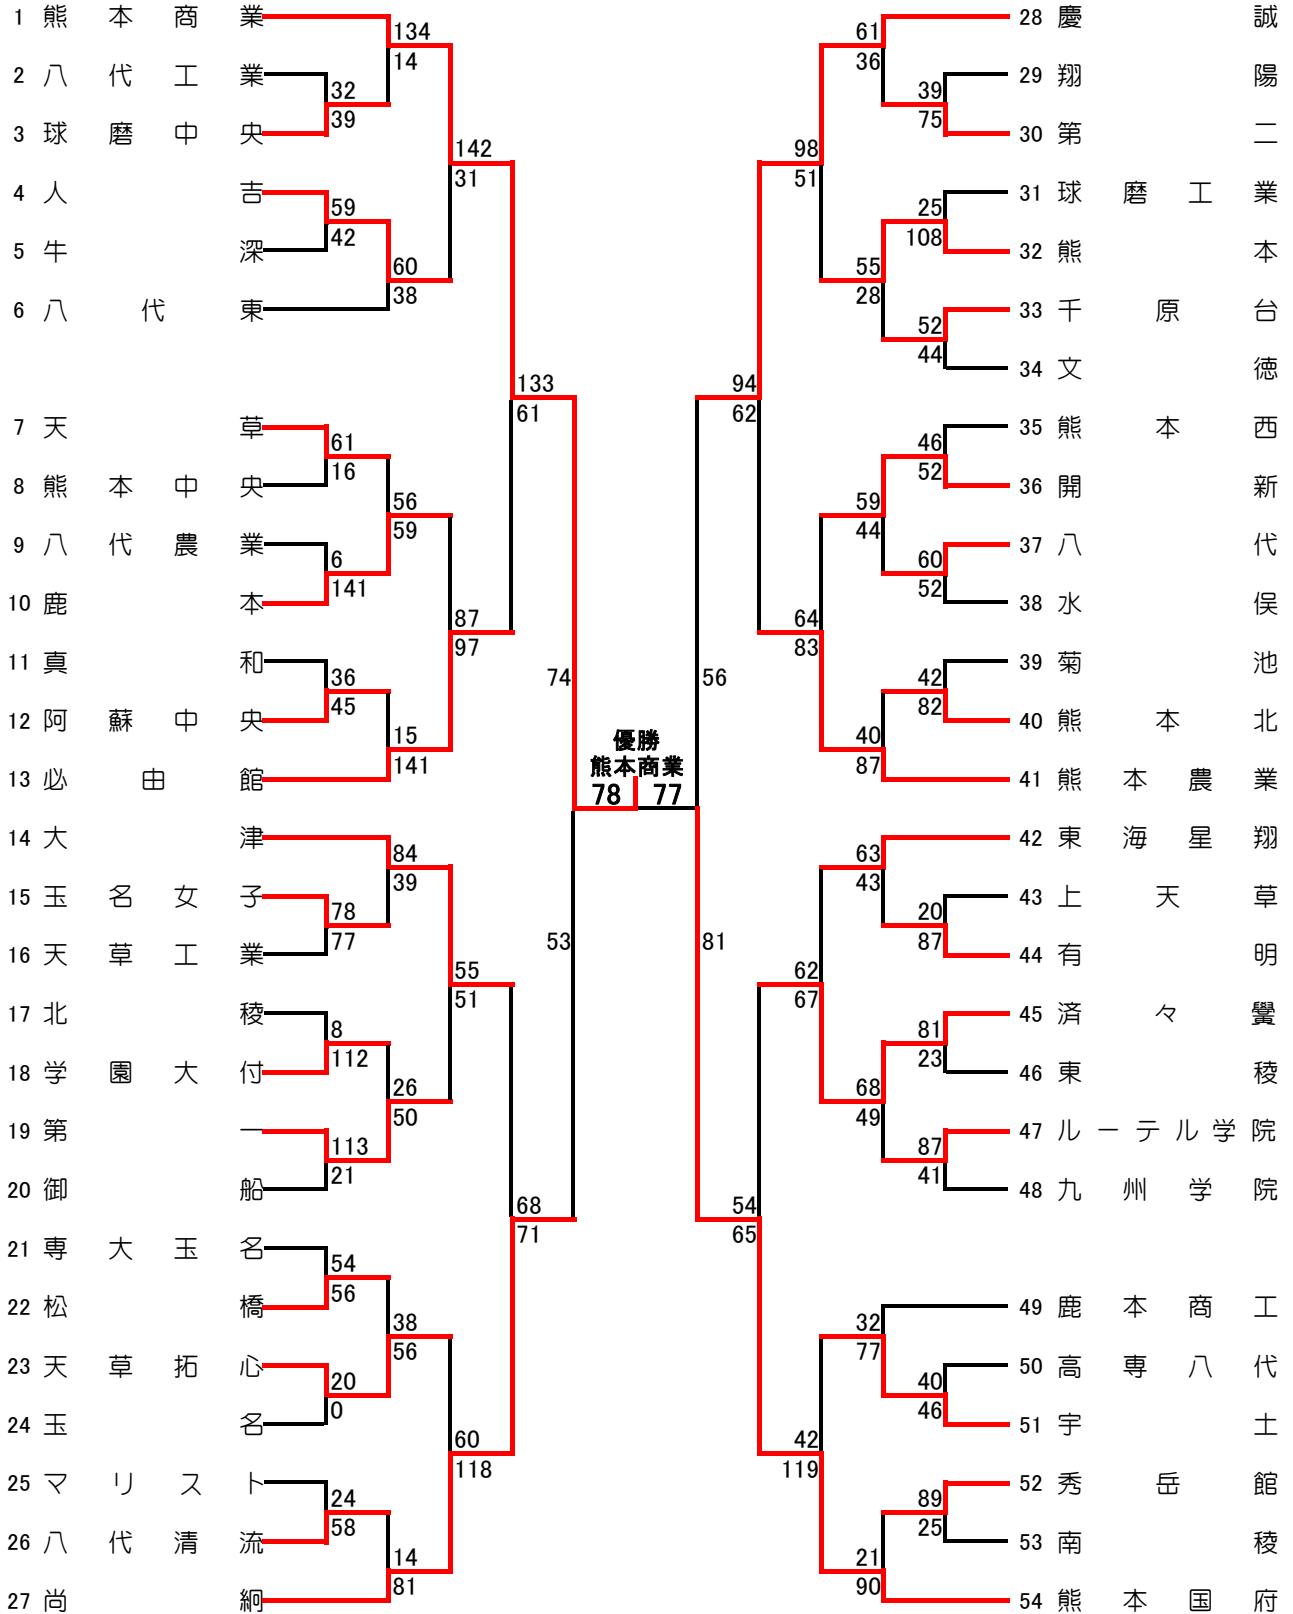 1 熊本商業
2 八代工業
3 球磨中央
4 人吉
5 牛深
6 八代東
7 天草
8 熊本中央
9 八代農業
10 鹿本
11 真和
12 阿蘇中央
13 必由館
14 大津
15 玉名女子
16 天草工業
17 北稜
18 学園大付
19 第一
20 御船
21 専大玉名
22 松橋
23 天草拓心
24 玉名
25 マリスト
26 八代清流
27 尚絅
134
14
32
39
142
31
59
42
60
38
133
61
61
16
56
59
6
141
87
97
36
45
15
141
74
84
39
78
77
53
55
51
8
112
26
50
113
21
68
71
54
56
38
56
20
0
60
118
24
58
14
81
優勝
熊本商業
78 77
61
36
39
75
98
51
25
108
55
28
52
44
94
62
46
52
59
44
60
52
64
83
56
42
82
40
87
63
43
20
87
81
62
67
81
23
68
49
87
41
54
65
32
77
40
46
42
119
89
25
21
90
28 慶誠
29 翔陽
30 第二
31 球磨工業
32 熊本
33 千原台
34 文徳
35 熊本西
36 開新
37 八代
38 水俣
39 菊池
40 熊本北
41 熊本農業
42 東海星翔
43 上天草
44 有明
45 済々黌
46 東稜
47 ルーテル学院
48 九州学院
49 鹿本商工
50 高専八代
51 宇土
52 秀岳館
53 南稜
54 熊本国府